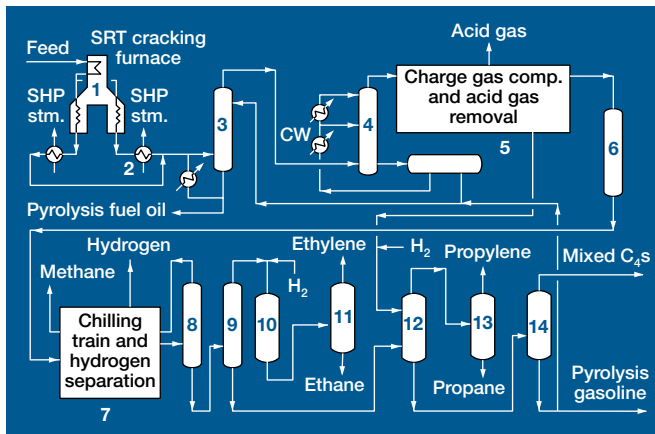 SRT cracking
furnace
Feed
1
SHP
stm.
SHP
stm.
2
3
Pyrolysis fuel oil
CW
4
Acid gas
Charge gas comp.
and acid gas
removal
5
6
Methane
Hydrogen
Chilling
train and
hydrogen
separation
7
8
9
10
H₂
Ethylene
11
Ethane
H₂
12
Propylene
13
Propane
14
Mixed C₄s
Pyrolysis
gasoline